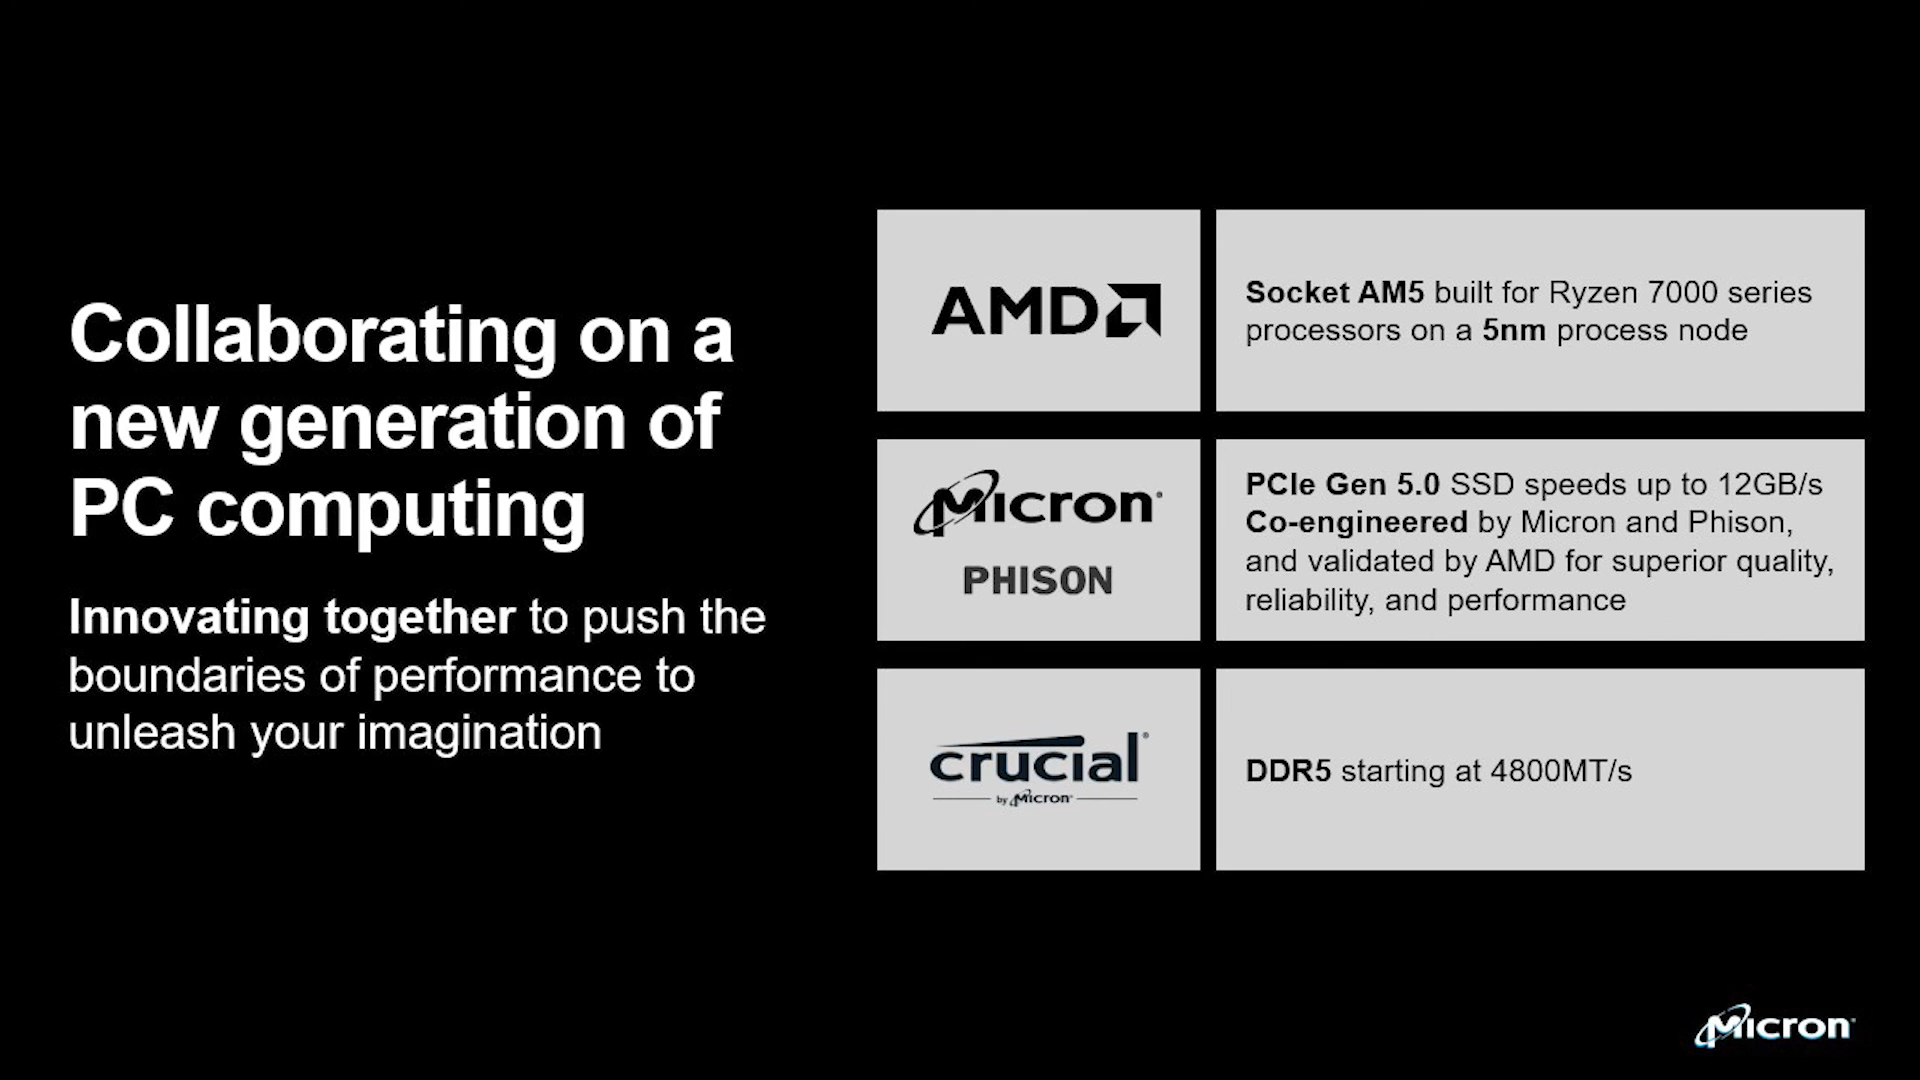 Collaborating on a
new generation of
PC computing
Innovating together to push the
boundaries of performance to
unleash your imagination
AMD
Socket AM5 built for Ryzen 7000 series
processors on a 5nm process node
Micron®
PHISON
PCIe Gen 5.0 SSD speeds up to 12GB/s
Co-engineered by Micron and Phison,
and validated by AMD for superior quality,
reliability, and performance
crucial®
by Micron®
DDR5 starting at 4800MT/s
Micron®